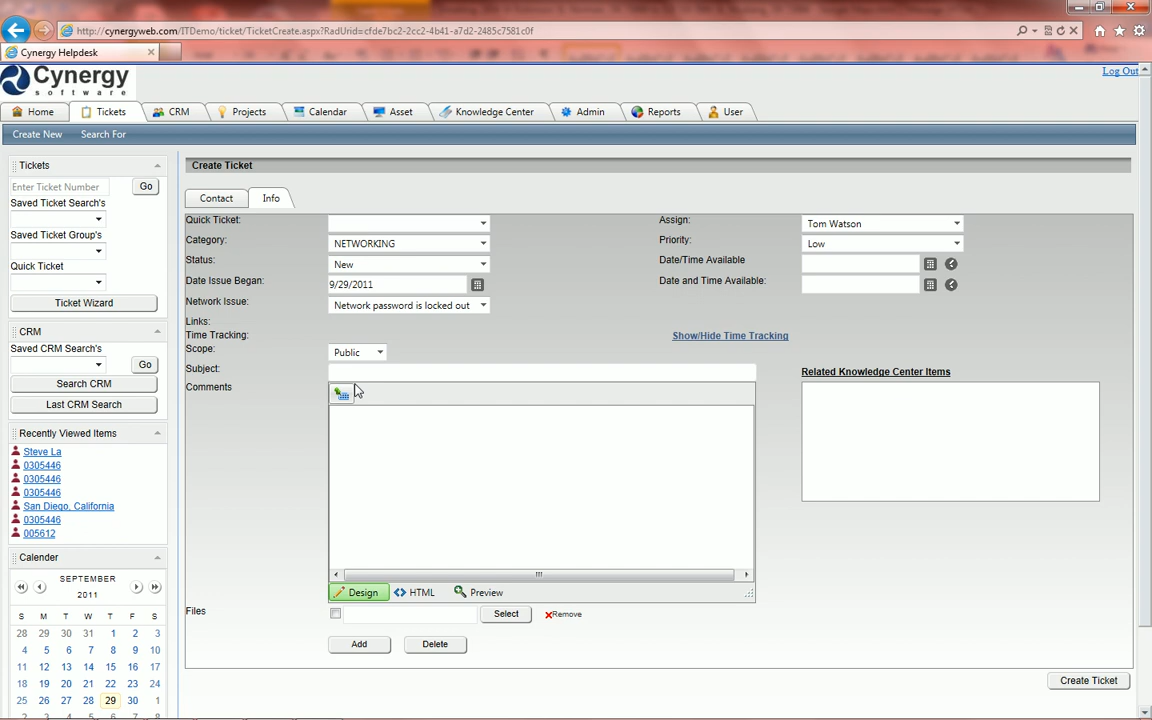 http://cynergyweb.com/ITDemo/ticket/TicketCreate.aspx?RadUrid=cfde7bc2-2cc2-4b41-a7d2-2485c7581c0f
Cynergy Helpdesk
Log Out
Cynergy
software
Home Tickets CRM Projects Calendar Asset Knowledge Center Admin Reports User
Create New Search For
Tickets
Enter Ticket Number Go
Saved Ticket Search's
Saved Ticket Group's
Quick Ticket
Ticket Wizard
CRM
Saved CRM Search's
Go
Search CRM
Last CRM Search
Recently Viewed Items
Steve La
0305446
0305446
0305446
San Diego, California
0305446
005612
Calender
SEPTEMBER
2011
S M T W T F S
28 29 30 31 1 2 3
4 5 6 7 8 9 10
11 12 13 14 15 16 17
18 19 20 21 22 23 24
25 26 27 28 29 30 1
2 3 4 5 6 7 8
Create Ticket
Contact Info
Quick Ticket: Assign: Tom Watson
Category: NETWORKING Priority: Low
Status: New Date/Time Available
Date Issue Began: 9/29/2011 Date and Time Available:
Network Issue: Network password is locked out
Links:
Time Tracking: Show/Hide Time Tracking
Scope: Public
Subject:
Comments
Related Knowledge Center Items
Design HTML Preview
Files Select Remove
Add Delete
Create Ticket